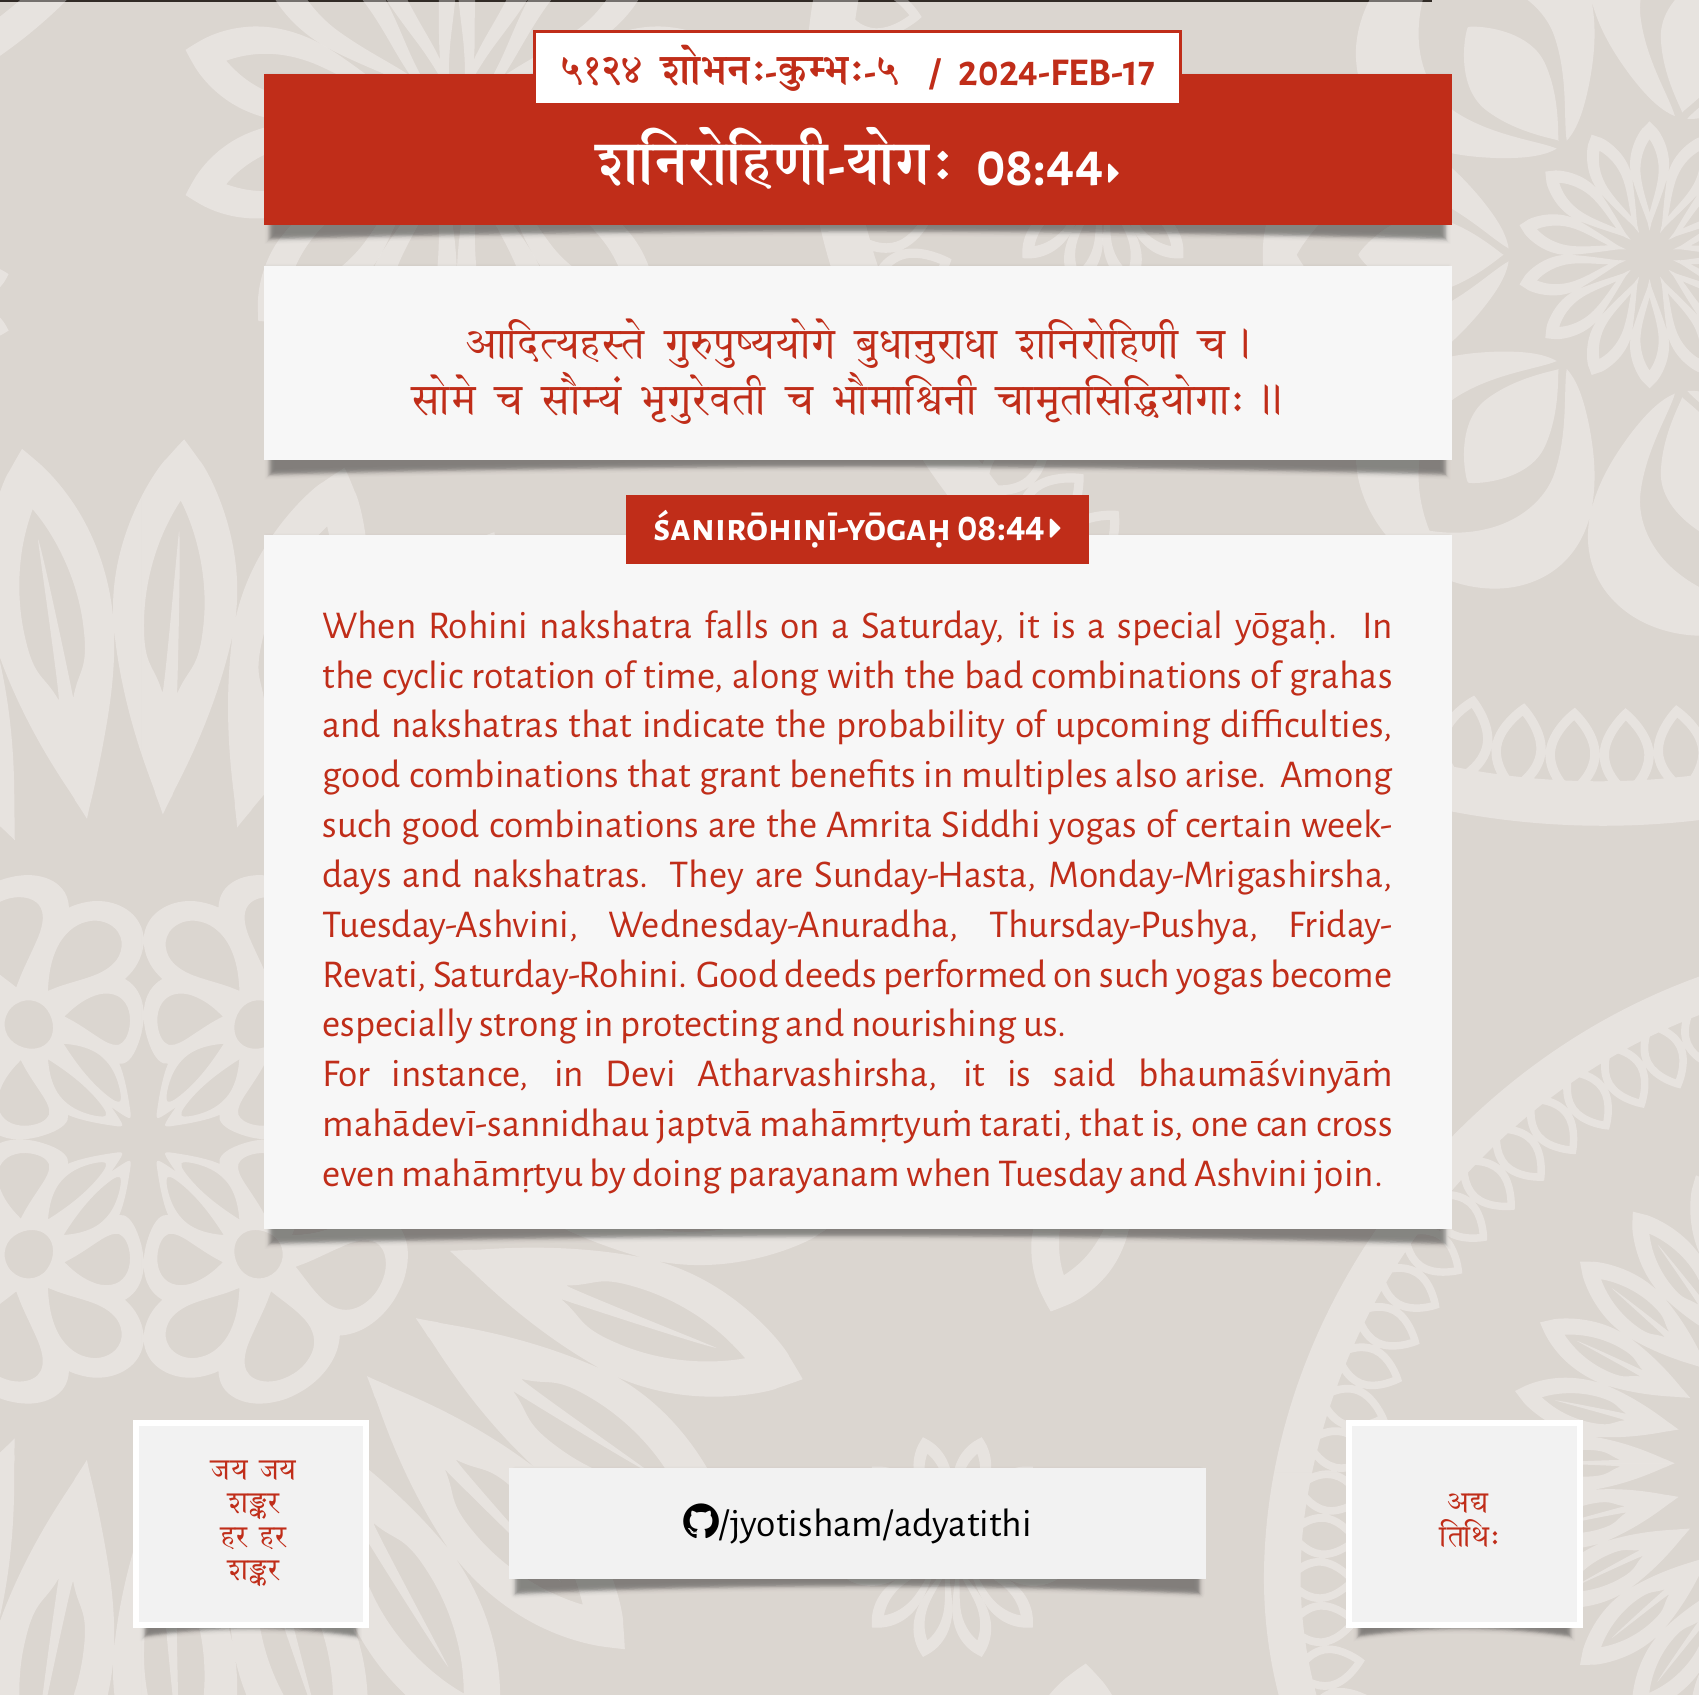 ५१२४ शोभनः-कुम्भः-५ / 2024-FEB-17
शनिरोहिणी-योगः 08:44
आदित्यहस्ते गुरुपुष्ययोगे बुधानुराधा शनिरोहिणी च।
सोमे च सौम्यं भृगुरेवती च भौमाश्विनी चामृतसिद्धियोगाः॥
ŚANIRŌHIṆĪ-YŌGAḤ 08:44
When Rohini nakshatra falls on a Saturday, it is a special yōgaḥ. In
the cyclic rotation of time, along with the bad combinations of grahas
and nakshatras that indicate the probability of upcoming difficulties,
good combinations that grant benefits in multiples also arise. Among
such good combinations are the Amrita Siddhi yogas of certain week-
days and nakshatras. They are Sunday-Hasta, Monday-Mrigashirsha,
Tuesday-Ashvini, Wednesday-Anuradha, Thursday-Pushya, Friday-
Revati, Saturday-Rohini. Good deeds performed on such yogas become
especially strong in protecting and nourishing us.
For instance, in Devi Atharvashirsha, it is said bhaumāśvinyāṁ
mahādevī-sannidhau japtvā mahāmṛtyuṁ tarati, that is, one can cross
even mahāmṛtyu by doing parayanam when Tuesday and Ashvini join.
जय जय
शङ्कर
हर हर
शङ्कर
/jyotisham/adyatithi
अद्य
तिथिः